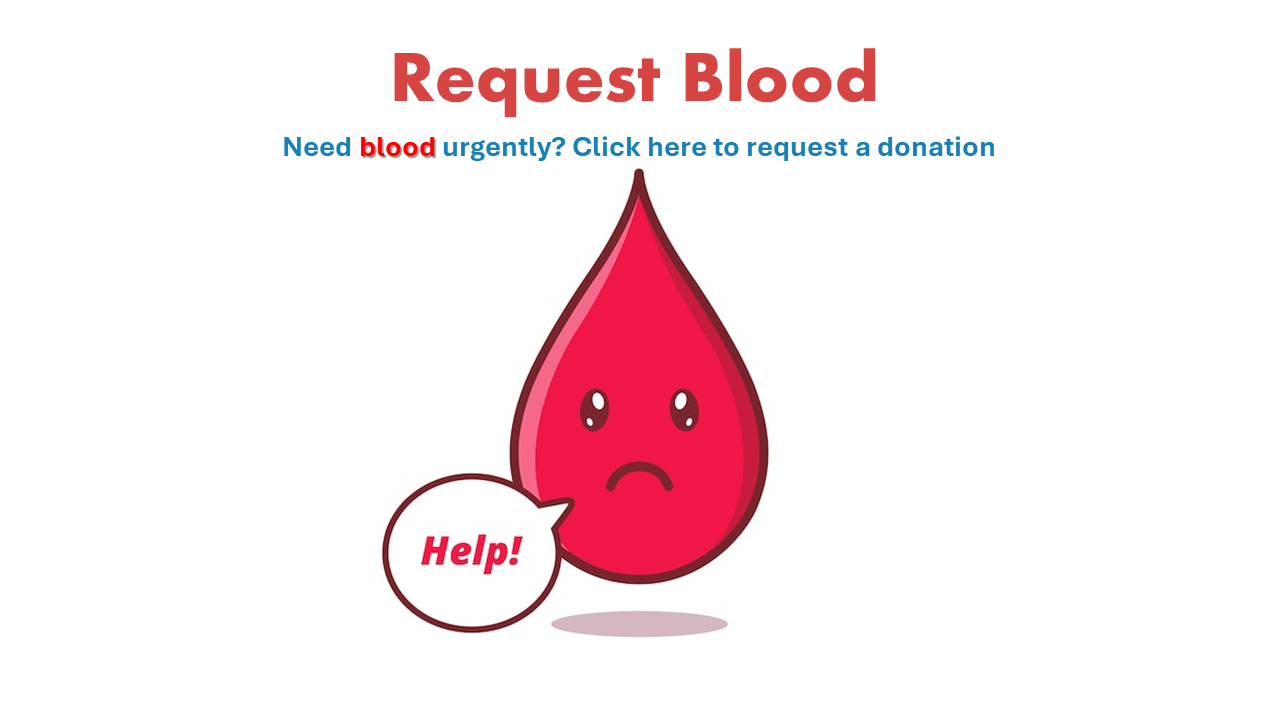 Request Blood
Need blood urgently? Click here to request a donation
Help!